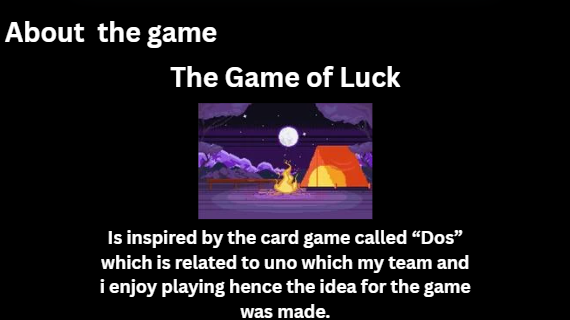 About the game
The Game of Luck
Is inspired by the card game called “Dos”
which is related to uno which my team and
i enjoy playing hence the idea for the game
was made.